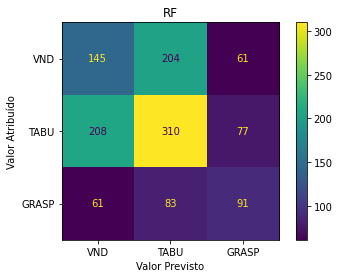 RF
VND 145 204 61
TABU 208 310 77
GRASP 61 83 91
VND TABU GRASP
Valor Previsto
Valor Atribuído
300
250
200
150
100